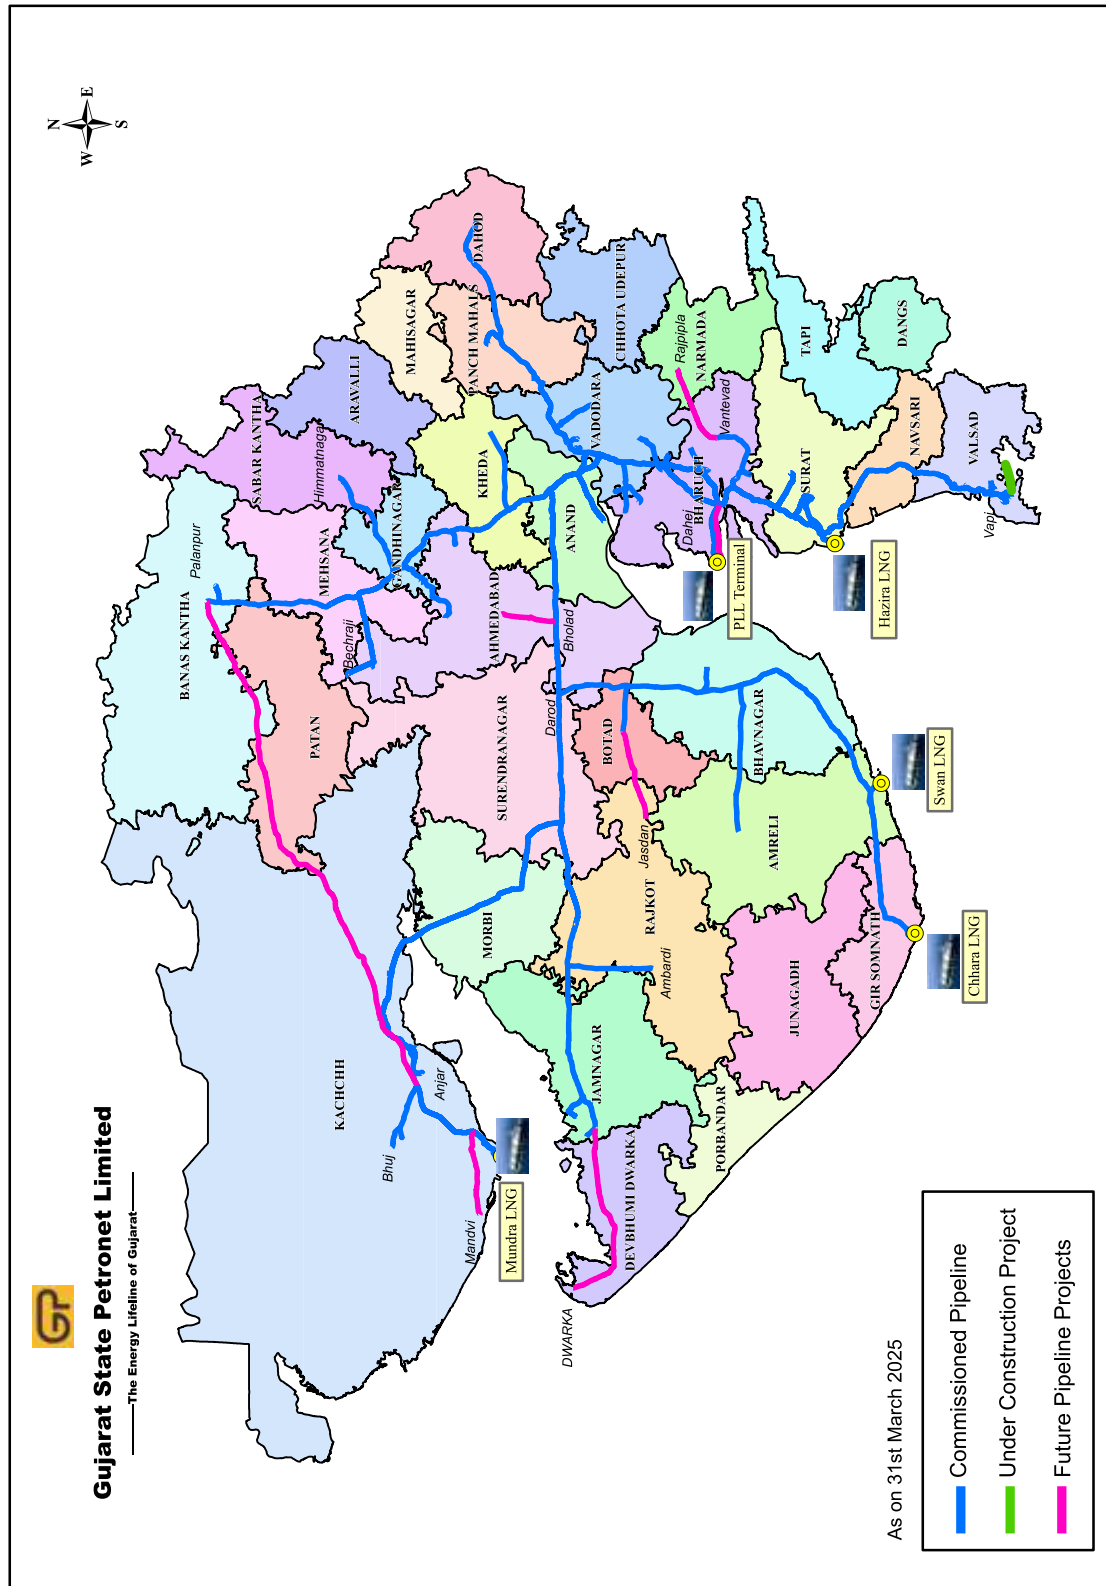 GP
Gujarat State Petronet Limited
The Energy Lifeline of Gujarat
N
W
E
S
BANAS KANTHA
Palanpur
SABAR KANTHA
Himmatnagar
PATAN
MEHSANA
ARAVALLI
Bechraji
GANDHINAGAR
MAHISAGAR
KACHCHH
Bhuj
Anjar
Mandvi
Mundra LNG
MORBI
SURENDRANAGAR
AHMEDABAD
KHEDA
PANCH MAHALS
DAHOD
Darod
Bholad
ANAND
VADODARA
CHHOTA UDEPUR
DWARKA
DEVBHUMI DWARKA
JAMNAGAR
Ambardi
RAJKOT
Jasdan
BOTAD
Dahej
BHARUCH
Rajpipla
NARMADA
Vantevad
PLL Terminal
PORBANDAR
JUNAGADH
AMRELI
BHAVNAGAR
SURAT
TAPI
Hazira LNG
GIR SOMNATH
Chhara LNG
Swan LNG
NAVSARI
DANGS
VALSAD
Vapi
As on 31st March 2025
Commissioned Pipeline
Under Construction Project
Future Pipeline Projects